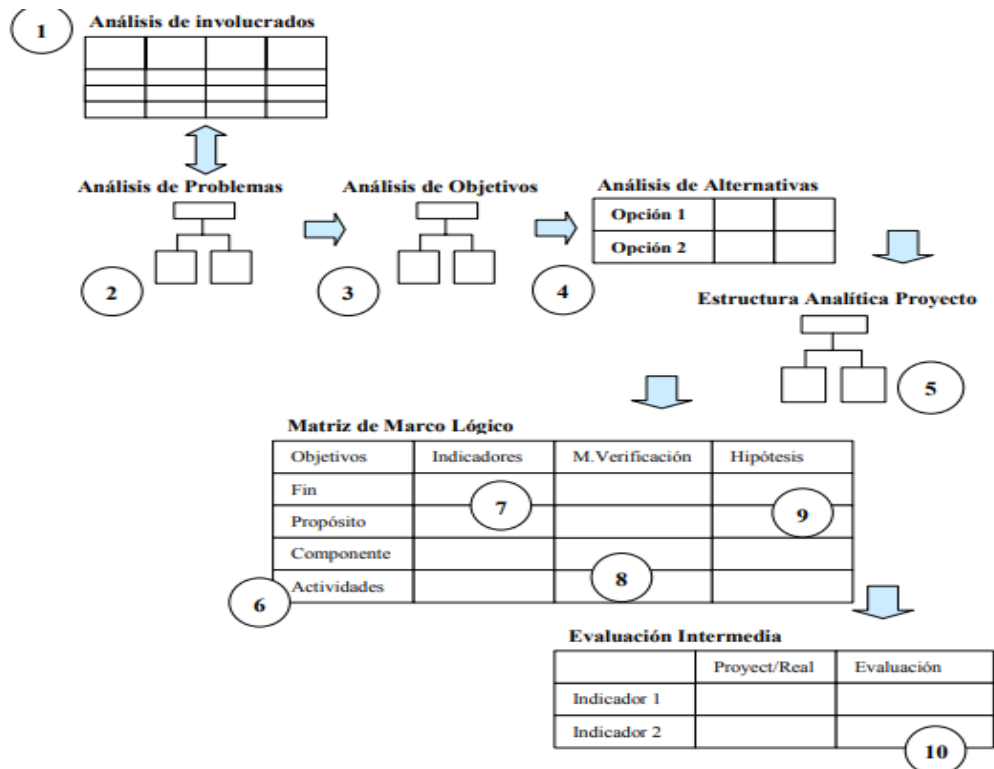 1
Análisis de involucrados
Análisis de Problemas
Análisis de Objetivos
Análisis de Alternativas
Opción 1
Opción 2
2
3
4
Estructura Analítica Proyecto
5
Matriz de Marco Lógico
Objetivos Indicadores M.Verificación Hipótesis
Fin
7
9
Propósito
Componente
8
Actividades
6
Evaluación Intermedia
Proyect/Real Evaluación
Indicador 1
Indicador 2
10